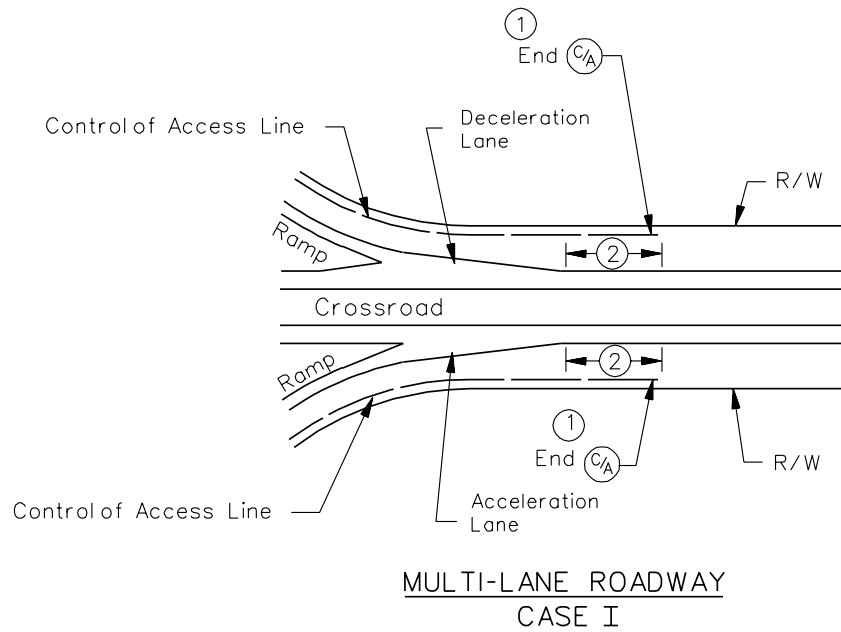 1
End C/A
Control of Access Line
Deceleration
Lane
R/W
Ramp
2
Crossroad
2
Ramp
1
End C/A
R/W
Control of Access Line
Acceleration
Lane
MULTI-LANE ROADWAY
CASE I